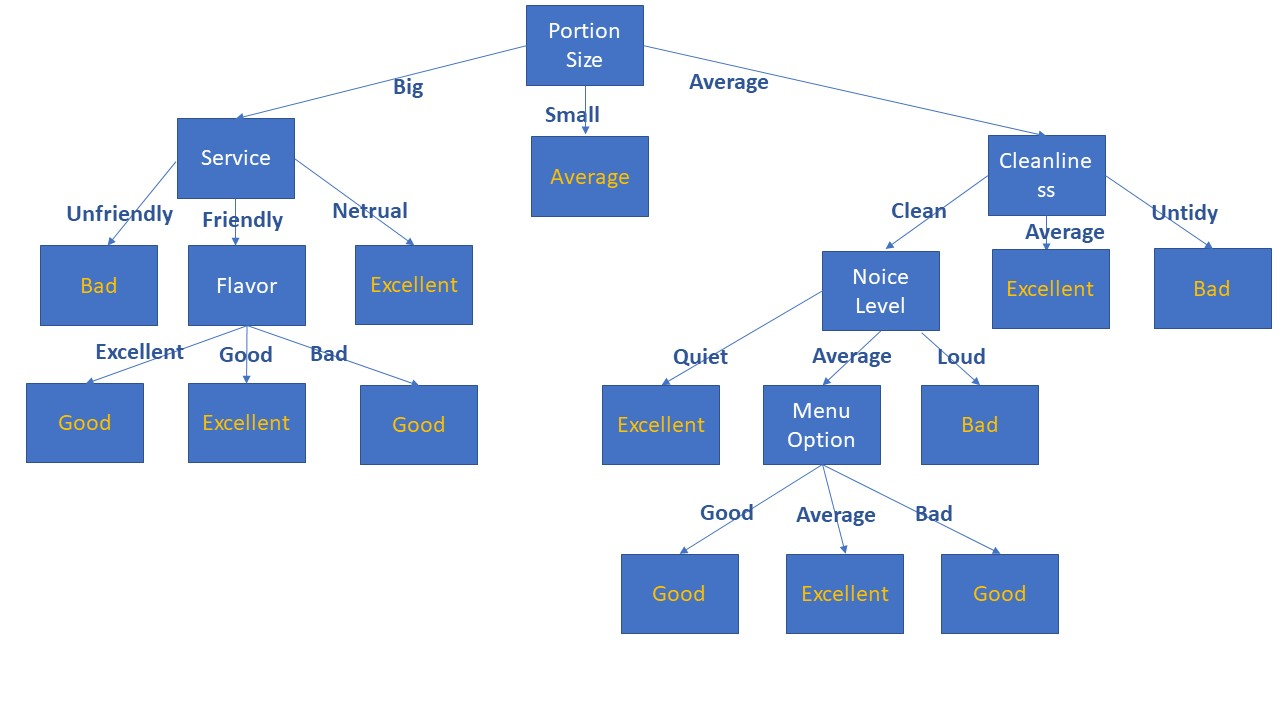 Portion
Size
Big
Small
Average
Service
Average
Cleanline
ss
Unfriendly
Friendly
Netrual
Clean
Average
Untidy
Bad
Flavor
Excellent
Noice
Level
Excellent
Bad
Excellent
Good
Bad
Quiet
Average
Loud
Good
Excellent
Good
Excellent
Menu
Option
Bad
Good
Average
Bad
Good
Excellent
Good